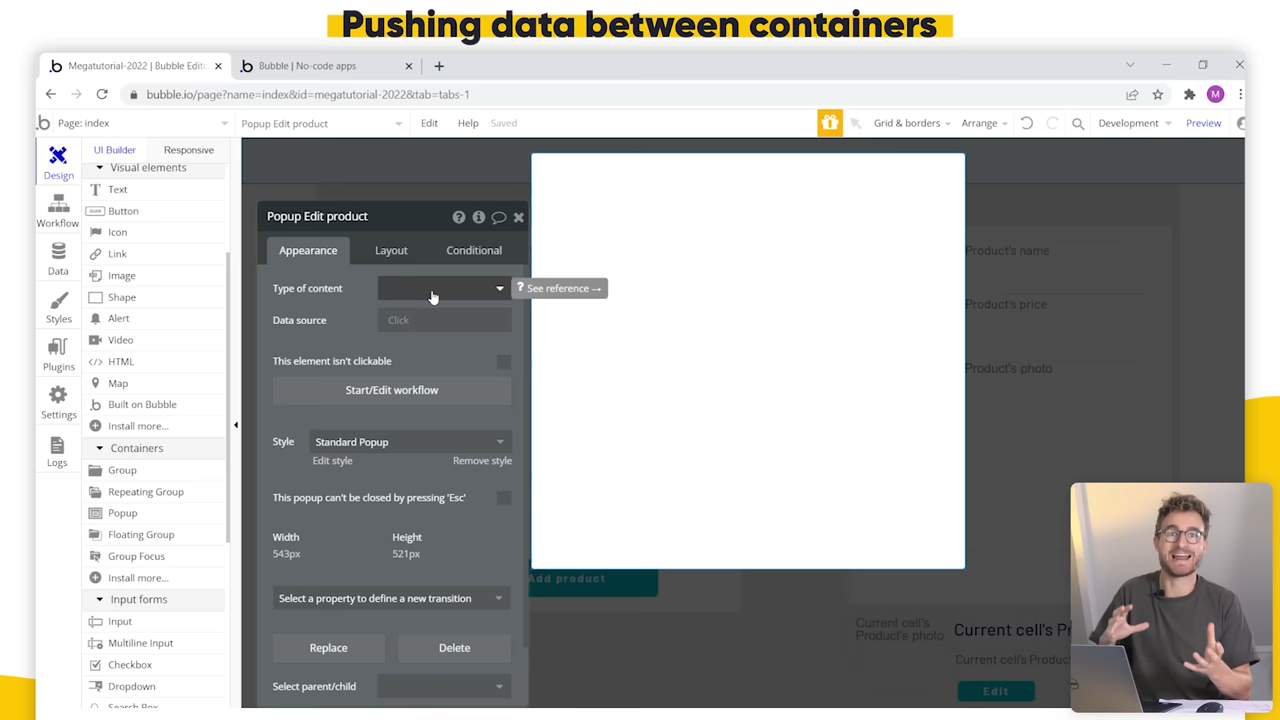 Pushing data between containers
Megatutorial-2022 | Bubble Edito
Bubble | No-code apps
bubble.io/page?name=index&id=megatutorial-2022&tab=tabs-1
M
Page: index
Popup Edit product
Edit
Help
Saved
Grid & borders
Arrange
Development
Preview
Design
Workflow
Data
Styles
Plugins
Settings
Logs
UI Builder
Responsive
Visual elements
Text
Button
Icon
Link
Image
Shape
Alert
Video
</> HTML
Map
Built on Bubble
Install more...
Containers
Group
Repeating Group
Popup
Floating Group
Group Focus
Install more...
Input forms
Input
Multiline Input
Checkbox
Dropdown
Popup Edit product
Appearance
Layout
Conditional
Type of content
? See reference →
Data source
Click
This element isn't clickable
Start/Edit workflow
Style
Standard Popup
Edit style
Remove style
This popup can't be closed by pressing 'Esc'
Width
Height
543px
521px
Select a property to define a new transition
Replace
Delete
Select parent/child
Product's name
Product's price
Product's photo
Add product
Current cell's
Product's photo
Current cell's P
Current cell's Produc
Edit